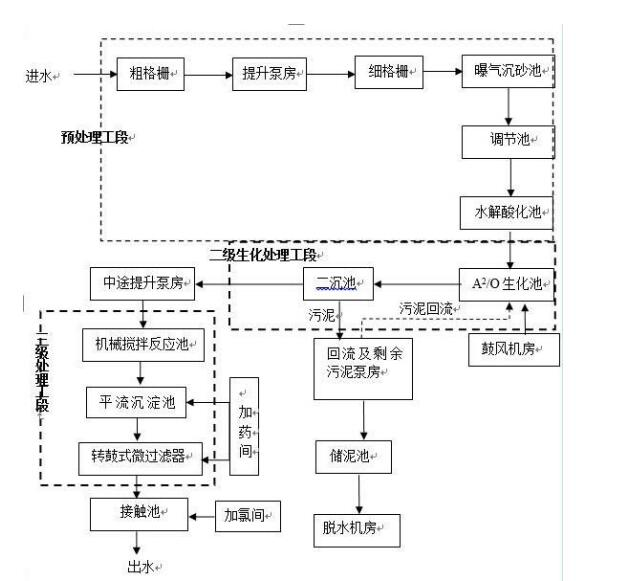 进水
粗格栅
提升泵房
细格栅
曝气沉砂池
预处理工段
调节池
水解酸化池
二级生化处理工段
中途提升泵房
二沉池
A²/O生化池
污泥
污泥回流
机械搅拌反应池
回流及剩余
污泥泵房
鼓风机房
三级处理工段
平流沉淀池
加药间
转鼓式微过滤器
储泥池
接触池
加氯间
脱水机房
出水